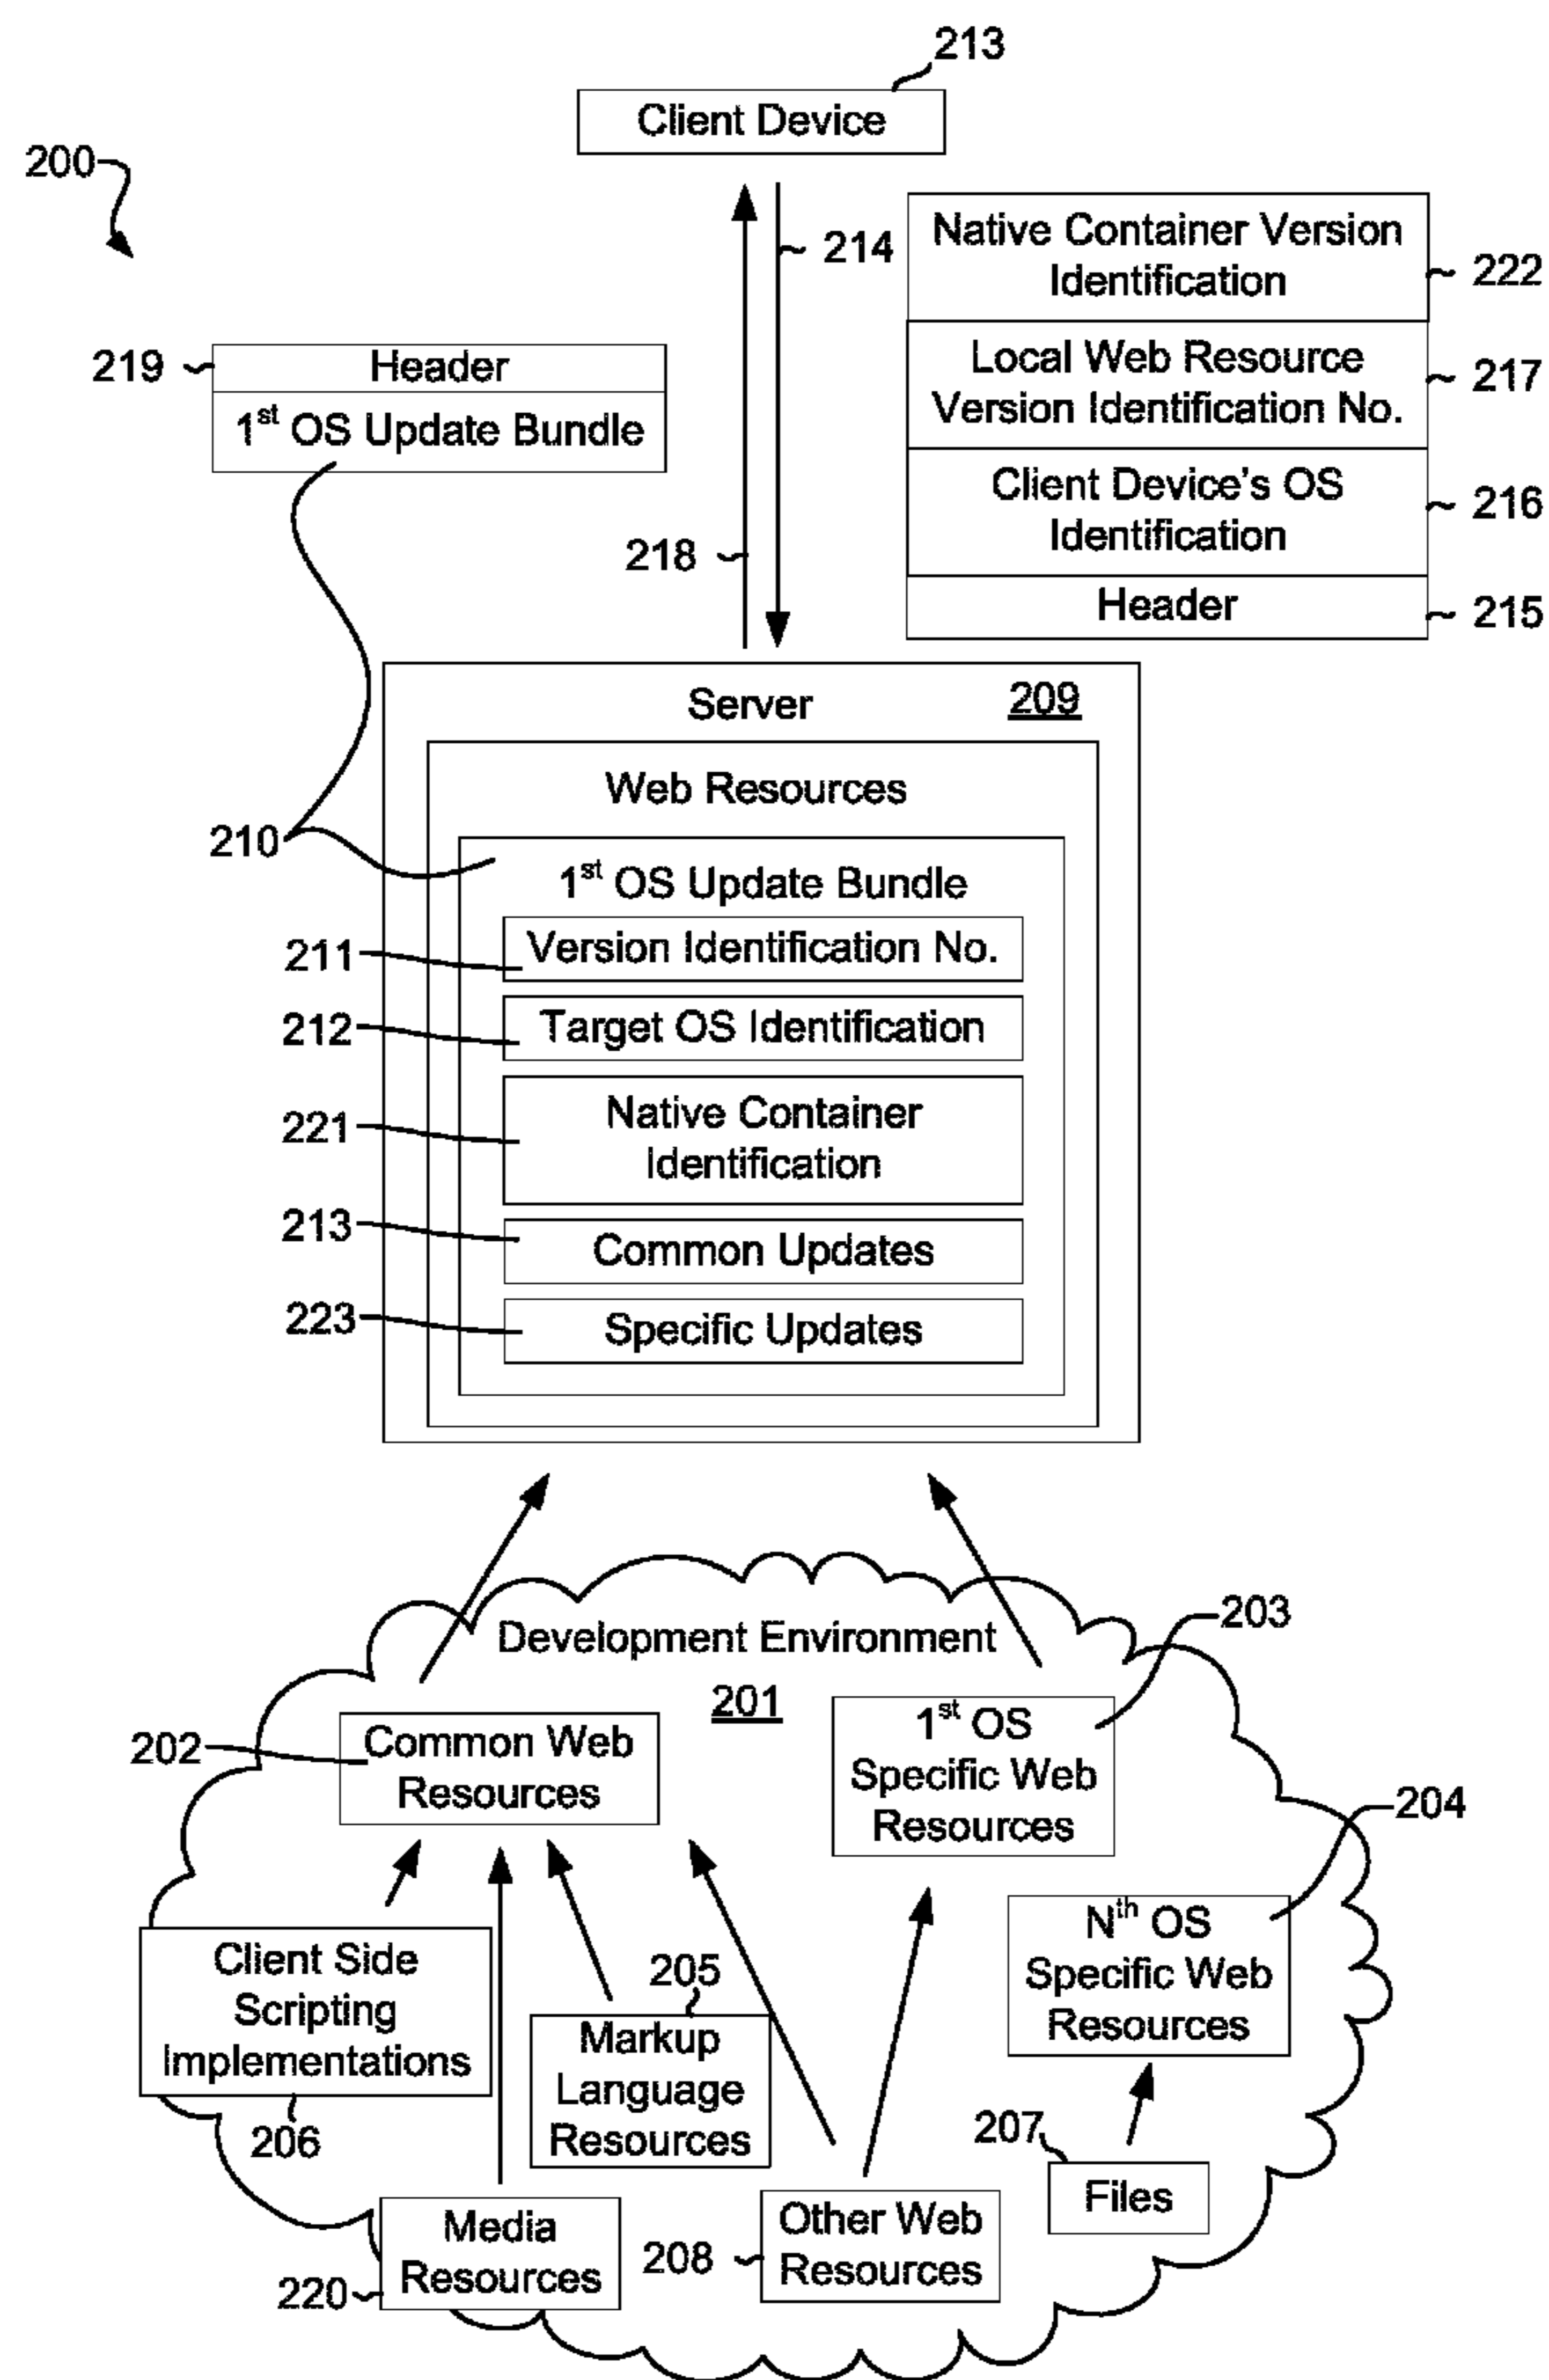 213
Client Device
200
214
Native Container Version
Identification
222
Local Web Resource
Version Identification No.
217
Client Device's OS
Identification
216
Header
215
219
Header
1st OS Update Bundle
218
Server
209
Web Resources
210
1st OS Update Bundle
211
Version Identification No.
212
Target OS Identification
221
Native Container
Identification
213
Common Updates
223
Specific Updates
Development Environment
201
203
202
Common Web
Resources
1st OS
Specific Web
Resources
204
Nth OS
Specific Web
Resources
Client Side
Scripting
Implementations
206
205
Markup
Language
Resources
207
Files
Media
Resources
220
208
Other Web
Resources